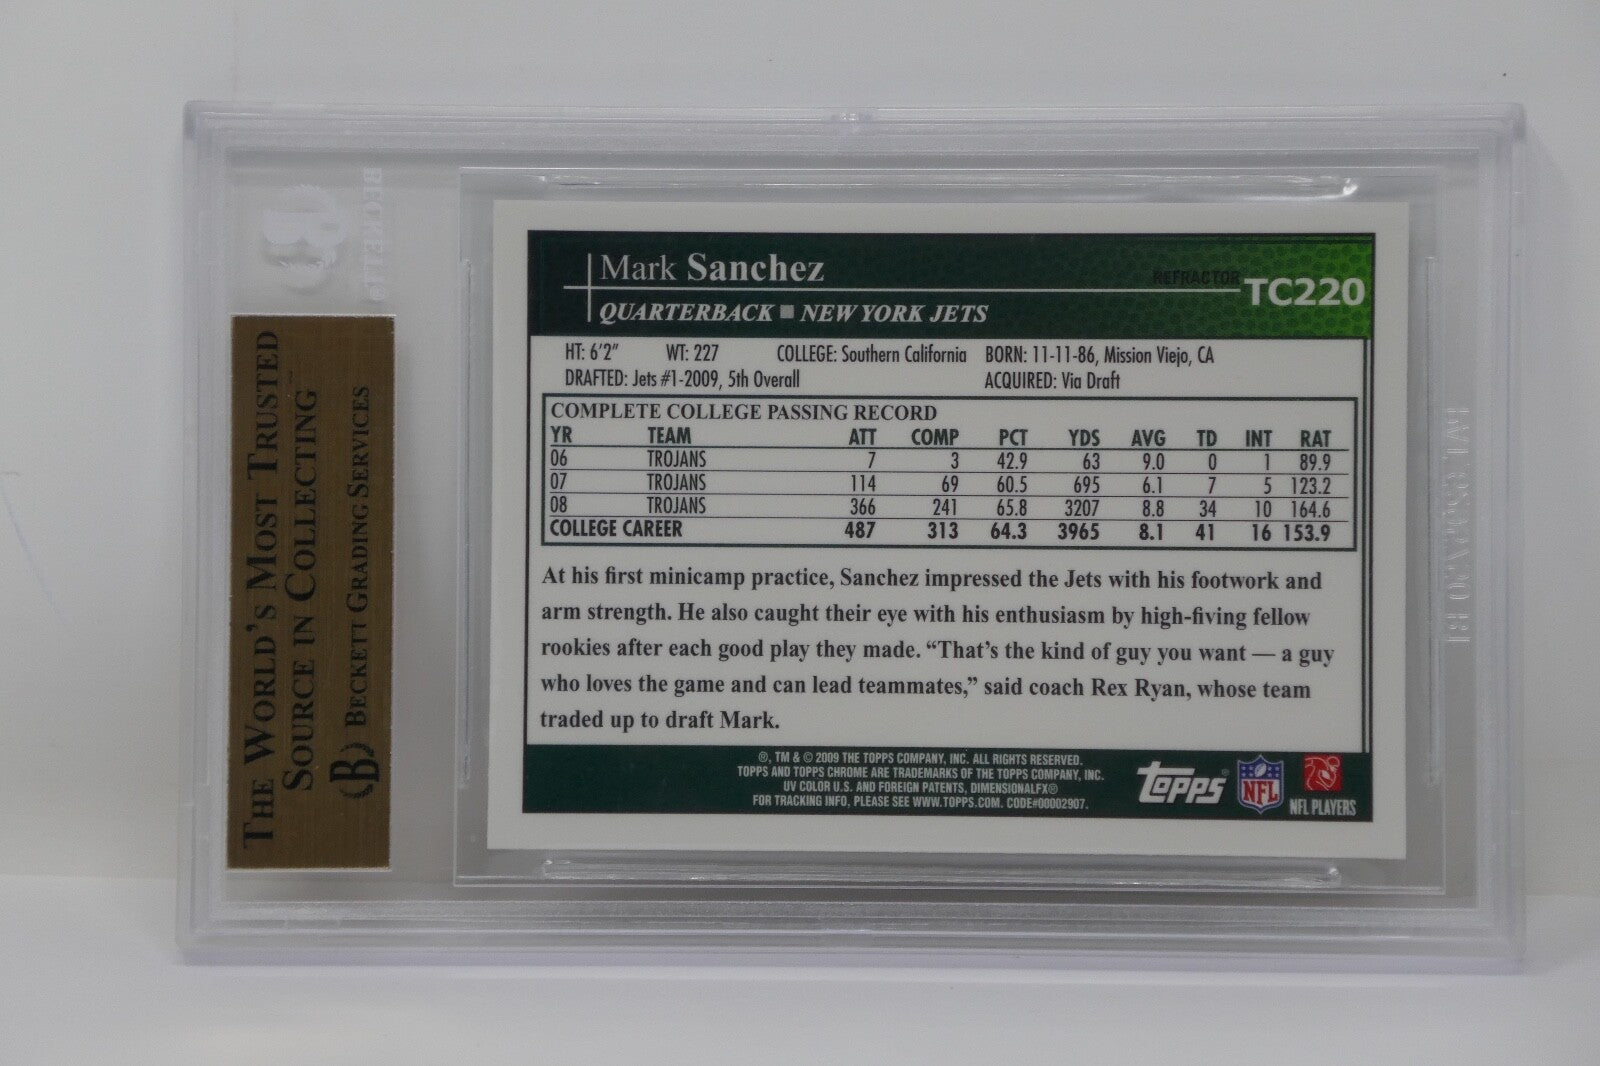 THE WORLD'S MOST TRUSTED
SOURCE IN COLLECTING™
BECKETT GRADING SERVICES
B
B
BECKETT®
Mark Sanchez
REFRACTOR TC220
QUARTERBACK ■ NEW YORK JETS
HT: 6'2" WT: 227 COLLEGE: Southern California BORN: 11-11-86, Mission Viejo, CA
DRAFTED: Jets #1-2009, 5th Overall ACQUIRED: Via Draft
COMPLETE COLLEGE PASSING RECORD
YR TEAM ATT COMP PCT YDS AVG TD INT RAT
06 TROJANS 7 3 42.9 63 9.0 0 1 89.9
07 TROJANS 114 69 60.5 695 6.1 7 5 123.2
08 TROJANS 366 241 65.8 3207 8.8 34 10 164.6
COLLEGE CAREER 487 313 64.3 3965 8.1 41 16 153.9
At his first minicamp practice, Sanchez impressed the Jets with his footwork and
arm strength. He also caught their eye with his enthusiasm by high-fiving fellow
rookies after each good play they made. “That’s the kind of guy you want — a guy
who loves the game and can lead teammates,” said coach Rex Ryan, whose team
traded up to draft Mark.
®, TM & © 2009 THE TOPPS COMPANY, INC. ALL RIGHTS RESERVED.
TOPPS AND TOPPS CHROME ARE TRADEMARKS OF THE TOPPS COMPANY, INC.
UV COLOR U.S. AND FOREIGN PATENTS, DIMENSIONALFX®
FOR TRACKING INFO, PLEASE SEE WWW.TOPPS.COM. CODE#00002907.
Topps®
NFL
NFL PLAYERS